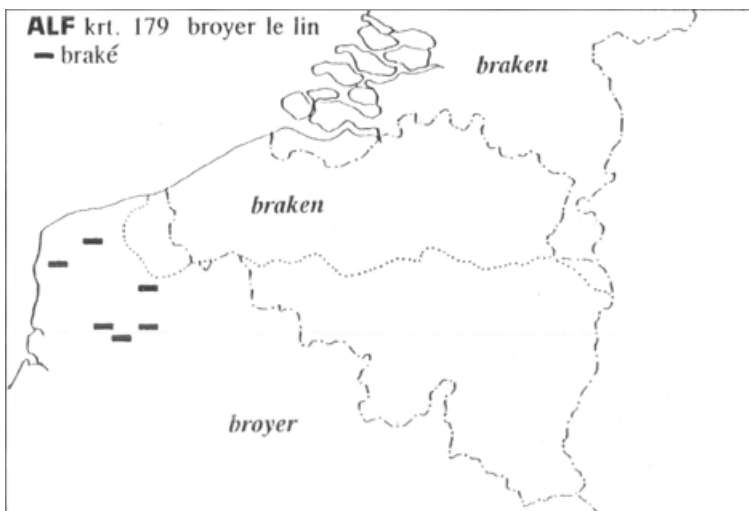 ALF krt. 179 broyer le lin
braké
braken
braken
broyer